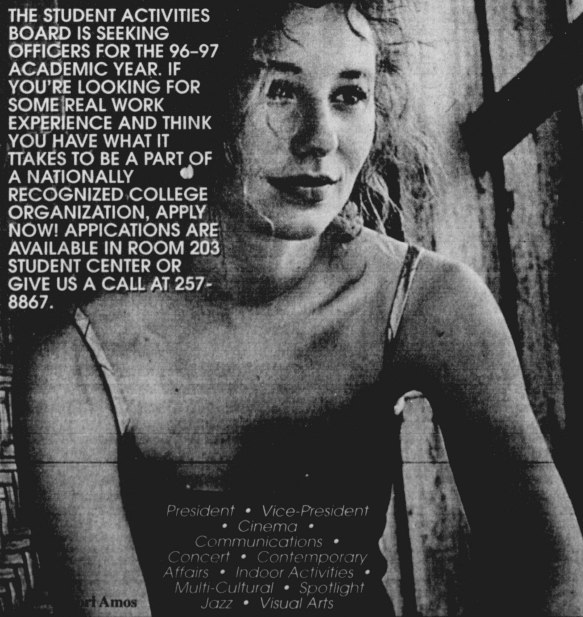 THE STUDENT ACTIVITIES
BOARD IS SEEKING
OFFICERS FOR THE 96-97
ACADEMIC YEAR. IF
YOU'RE LOOKING FOR
SOME REAL WORK
EXPERIENCE AND THINK
YOU HAVE WHAT IT
TTAKES TO BE A PART OF
A NATIONALLY
RECOGNIZED COLLEGE
ORGANIZATION, APPLY
NOW! APPICATIONS ARE
AVAILABLE IN ROOM 203
STUDENT CENTER OR
GIVE US A CALL AT 257-
8867.
President • Vice-President
• Cinema •
Communications •
Concert • Contemporary
Affairs • Indoor Activities •
Multi-Cultural • Spotlight
Jazz • Visual Arts
Amos